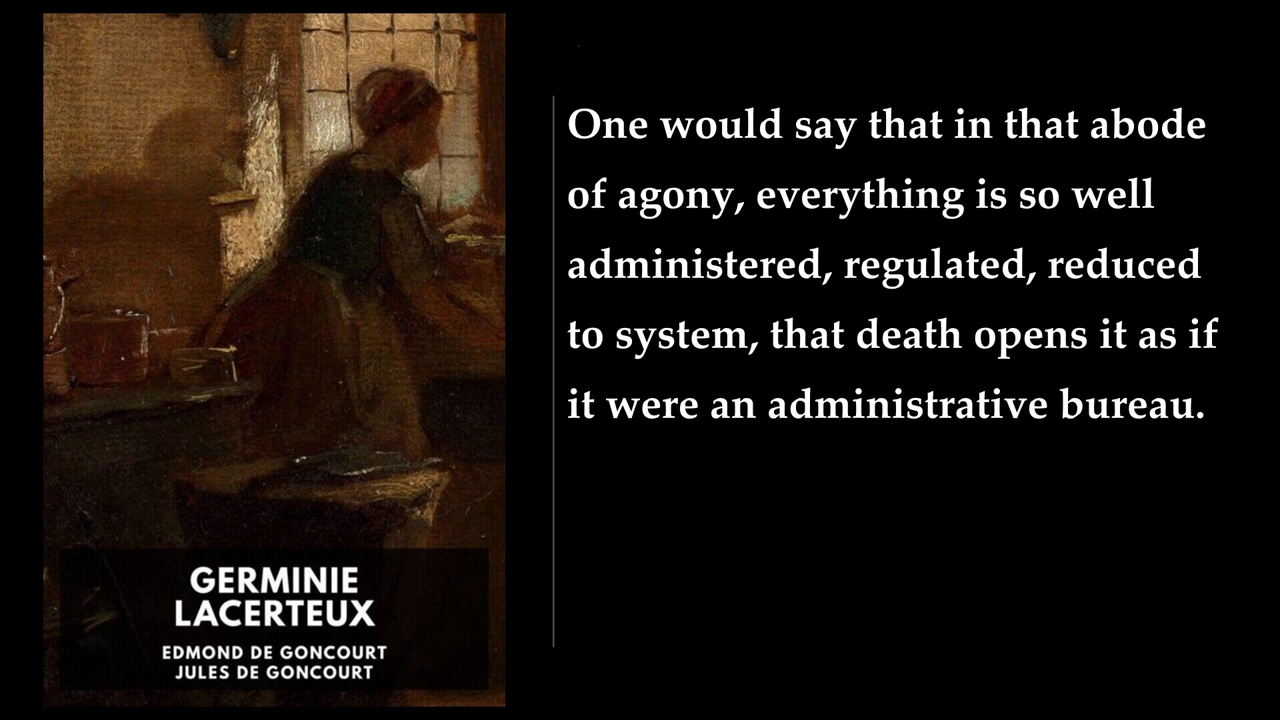 GERMINIE
LACERTEUX
EDMOND DE GONCOURT
JULES DE GONCOURT
One would say that in that abode
of agony, everything is so well
administered, regulated, reduced
to system, that death opens it as if
it were an administrative bureau.